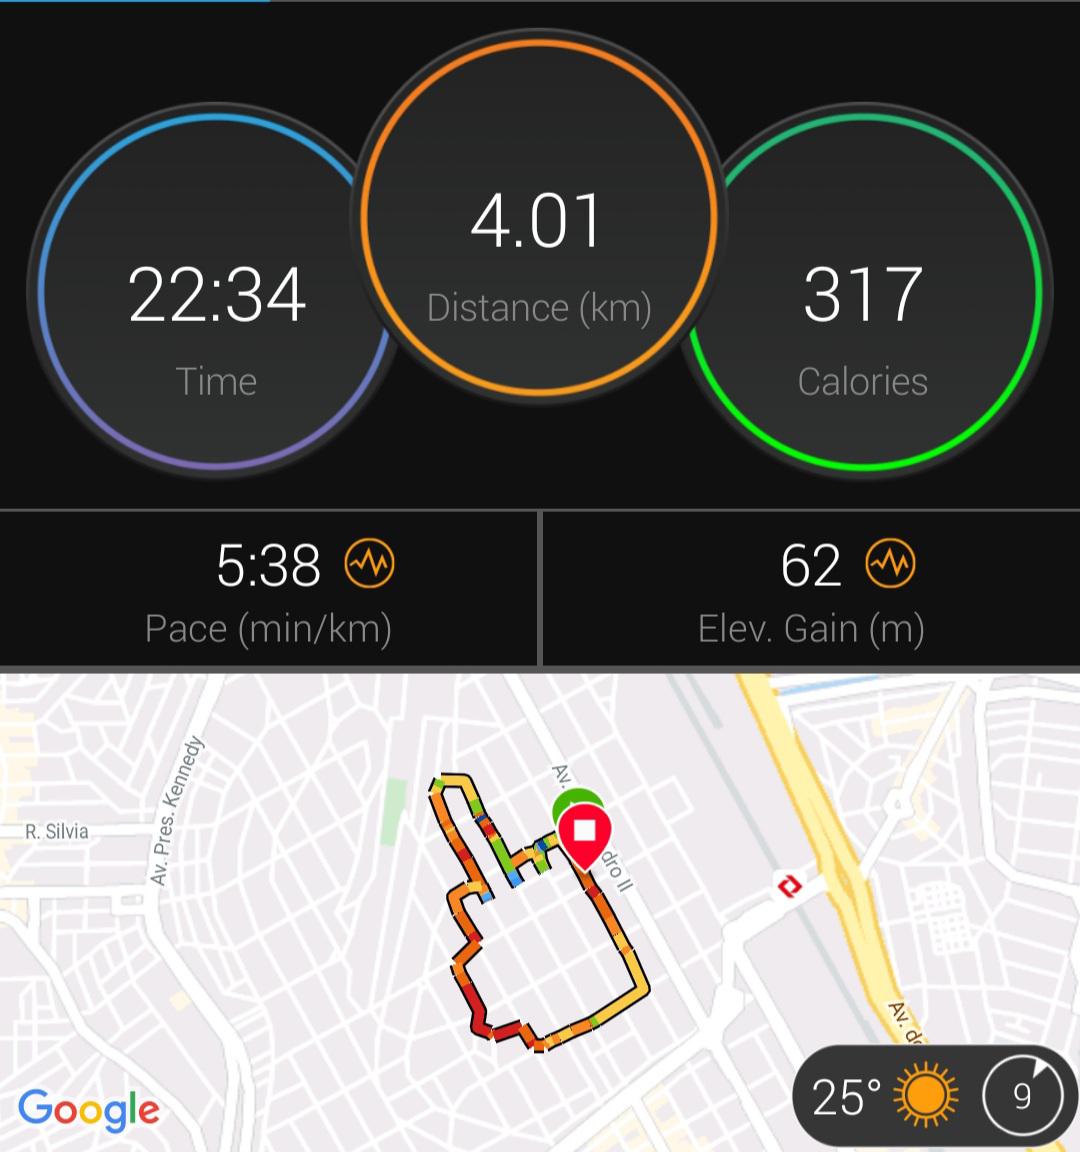 4.01
Distance (km)
22:34
Time
317
Calories
5:38
Pace (min/km)
62
Elev. Gain (m)
Av. Pres. Kennedy
R. Silvia
Av.
dro II
Av. do
Google
25°
9